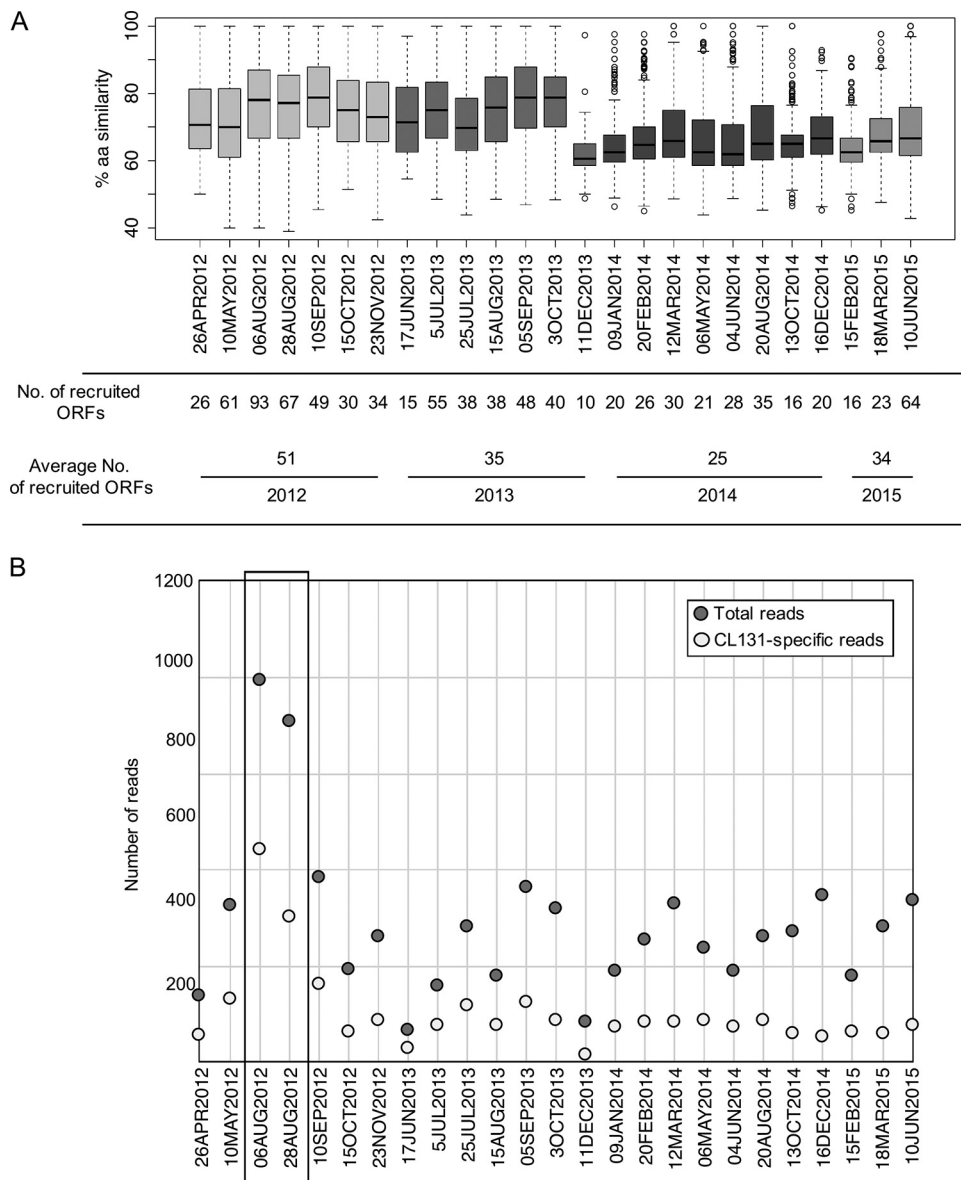 A
% aa similarity
100
80
60
40
26APR2012
10MAY2012
06AUG2012
28AUG2012
10SEP2012
15OCT2012
23NOV2012
17JUN2013
5JUL2013
25JUL2013
15AUG2013
05SEP2013
3OCT2013
11DEC2013
09JAN2014
20FEB2014
12MAR2014
06MAY2014
04JUN2014
20AUG2014
13OCT2014
16DEC2014
15FEB2015
18MAR2015
10JUN2015
No. of recruited
ORFs
26 61 93 67 49 30 34 15 55 38 38 48 40 10 20 26 30 21 28 35 16 20 16 23 64
Average No.
of recruited ORFs
51 35 25 34
2012 2013 2014 2015
B
Number of reads
1200
1000
800
600
400
200
Total reads
CL131-specific reads
26APR2012
10MAY2012
06AUG2012
28AUG2012
10SEP2012
15OCT2012
23NOV2012
17JUN2013
5JUL2013
25JUL2013
15AUG2013
05SEP2013
3OCT2013
11DEC2013
09JAN2014
20FEB2014
12MAR2014
06MAY2014
04JUN2014
20AUG2014
13OCT2014
16DEC2014
15FEB2015
18MAR2015
10JUN2015